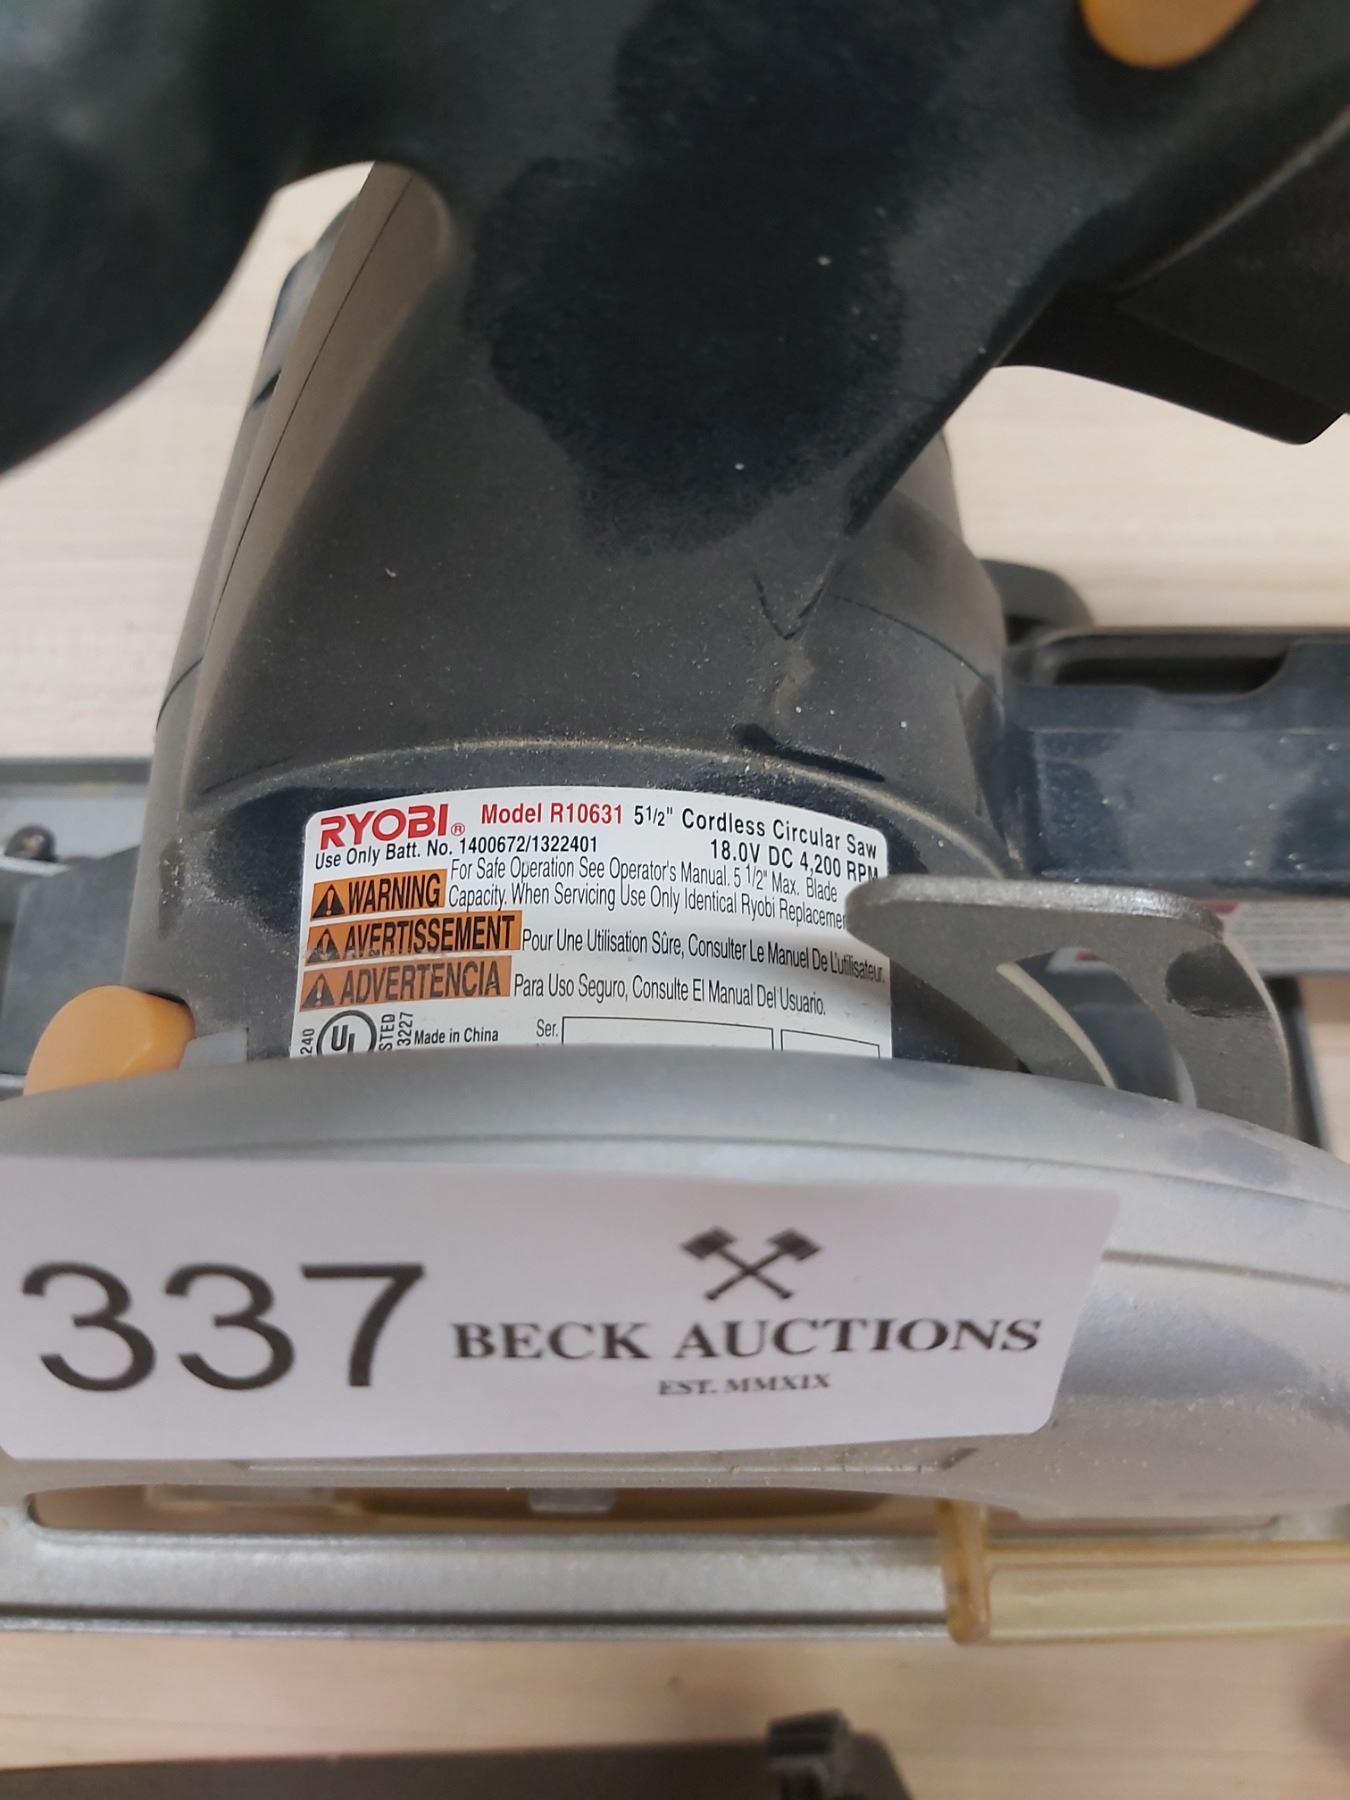 RYOBI® Model R10631 5 1/2" Cordless Circular Saw
Use Only Batt. No. 1400672/1322401 18.0V DC 4,200 RPM
WARNING For Safe Operation See Operator's Manual. 5 1/2" Max. Blade
Capacity. When Servicing Use Only Identical Ryobi
AVERTISSEMENT Pour Une Utilisation Sûre, Consulter Le Manuel De L'utilisateur.
ADVERTENCIA Para Uso Seguro, Consulte El Manual Del Usuario.
UL
Made in China Ser.
337
BECK AUCTIONS
EST. MMXIX